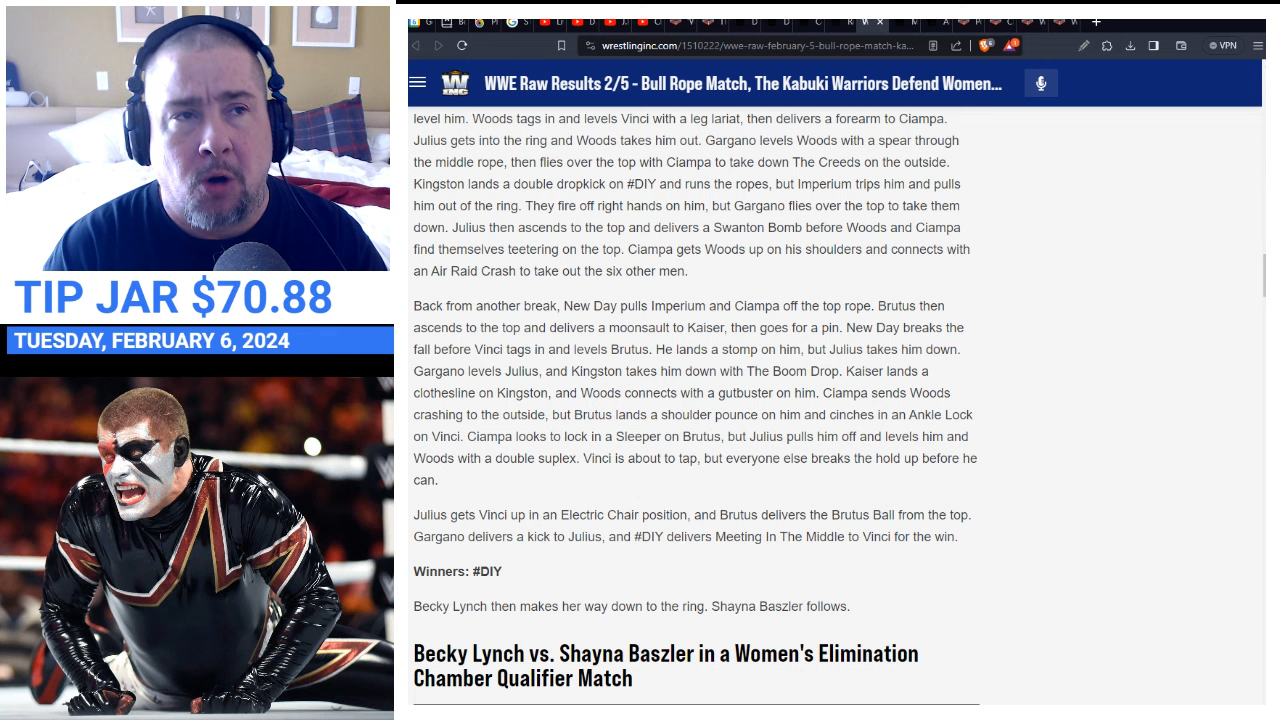 TIP JAR $70.88
TUESDAY, FEBRUARY 6, 2024
wrestlinginc.com/1510222/wwe-raw-february-5-bull-rope-match-ka...
VPN
W
ING
WWE Raw Results 2/5 - Bull Rope Match, The Kabuki Warriors Defend Women...
level him. Woods tags in and levels Vinci with a leg lariat, then delivers a forearm to Ciampa.
Julius gets into the ring and Woods takes him out. Gargano levels Woods with a spear through
the middle rope, then flies over the top with Ciampa to take down The Creeds on the outside.
Kingston lands a double dropkick on #DIY and runs the ropes, but Imperium trips him and pulls
him out of the ring. They fire off right hands on him, but Gargano flies over the top to take them
down. Julius then ascends to the top and delivers a Swanton Bomb before Woods and Ciampa
find themselves teetering on the top. Ciampa gets Woods up on his shoulders and connects with
an Air Raid Crash to take out the six other men.
Back from another break, New Day pulls Imperium and Ciampa off the top rope. Brutus then
ascends to the top and delivers a moonsault to Kaiser, then goes for a pin. New Day breaks the
fall before Vinci tags in and levels Brutus. He lands a stomp on him, but Julius takes him down.
Gargano levels Julius, and Kingston takes him down with The Boom Drop. Kaiser lands a
clothesline on Kingston, and Woods connects with a gutbuster on him. Ciampa sends Woods
crashing to the outside, but Brutus lands a shoulder pounce on him and cinches in an Ankle Lock
on Vinci. Ciampa looks to lock in a Sleeper on Brutus, but Julius pulls him off and levels him and
Woods with a double suplex. Vinci is about to tap, but everyone else breaks the hold up before he
can.
Julius gets Vinci up in an Electric Chair position, and Brutus delivers the Brutus Ball from the top.
Gargano delivers a kick to Julius, and #DIY delivers Meeting In The Middle to Vinci for the win.
Winners: #DIY
Becky Lynch then makes her way down to the ring. Shayna Baszler follows.
Becky Lynch vs. Shayna Baszler in a Women's Elimination
Chamber Qualifier Match